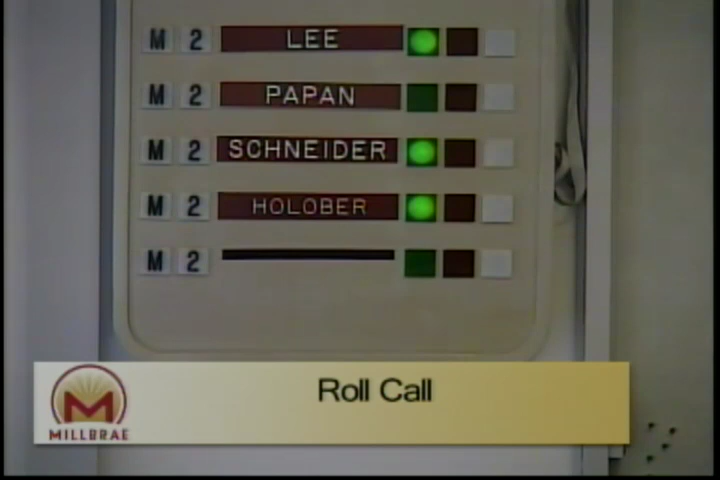 M 2 LEE
M 2 PAPAN
M 2 SCHNEIDER
M 2 HOLOBER
M 2
Roll Call
M
MILLBRAE